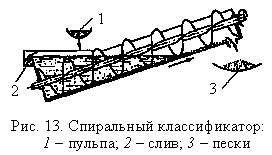 1
2
3
Рис. 13. Спиральный классификатор:
1 – пульпа; 2 – слив; 3 – пески